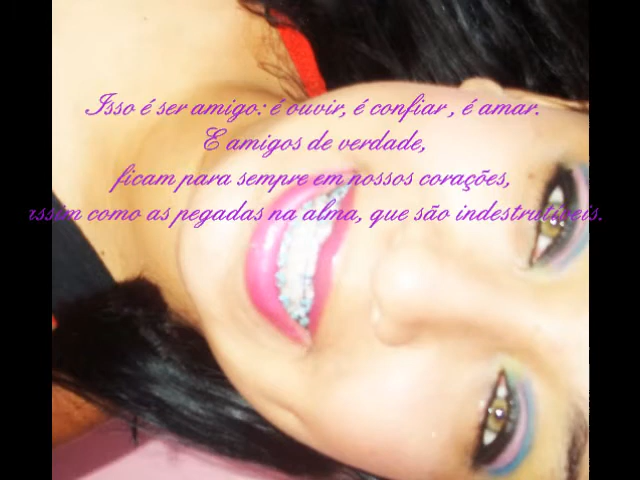 Isso é ser amigo: é ouvir, é confiar , é amar.
E amigos de verdade,
ficam para sempre em nossos corações,
assim como as pegadas na alma, que são indestrutíveis.